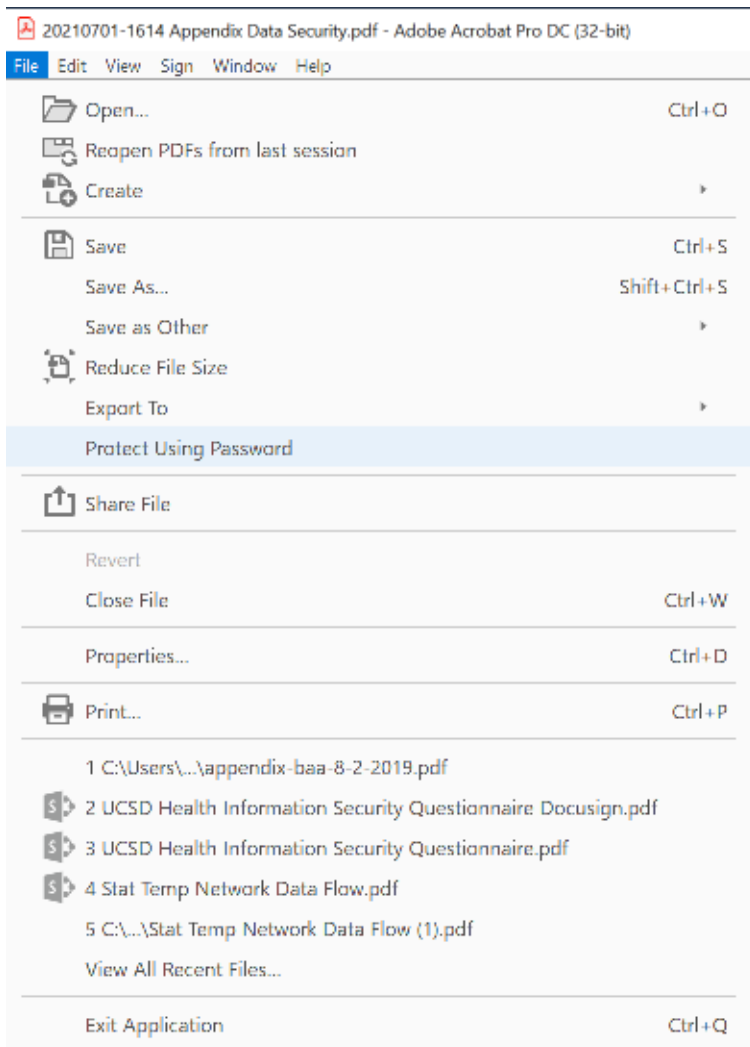 20210701-1614 Appendix Data Security.pdf - Adobe Acrobat Pro DC (32-bit)
File Edit View Sign Window Help
Open... Ctrl+O
Reopen PDFs from last session
Create
Save Ctrl+S
Save As... Shift+Ctrl+S
Save as Other
Reduce File Size
Export To
Protect Using Password
Share File
Revert
Close File Ctrl+W
Properties... Ctrl+D
Print... Ctrl+P
1 C:\Users\...\appendix-baa-8-2-2019.pdf
2 UCSD Health Information Security Questionnaire Docusign.pdf
3 UCSD Health Information Security Questionnaire.pdf
4 Stat Temp Network Data Flow.pdf
5 C:\...\Stat Temp Network Data Flow (1).pdf
View All Recent Files...
Exit Application Ctrl+Q